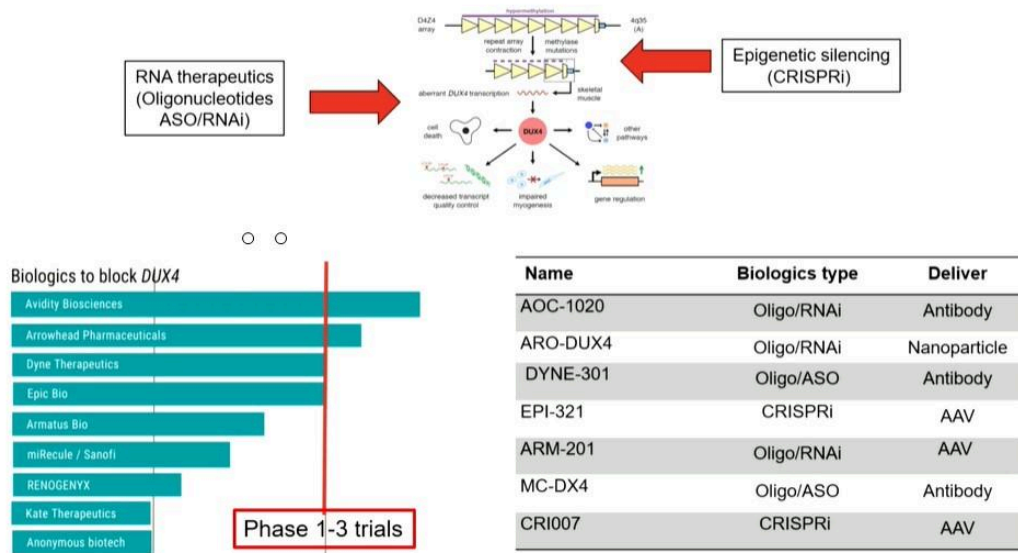 hypermethylation
D4Z4
array
4q35
(A)
repeat array
contraction
methylase
mutations
aberrant DUX4 transcription
skeletal
muscle
cell
death
DUX4
other
pathways
decreased transcript
quality control
impaired
myogenesis
gene regulation
RNA therapeutics
(Oligonucleotides
ASO/RNAi)
Epigenetic silencing
(CRISPRi)
Biologics to block DUX4
Avidity Biosciences
Arrowhead Pharmaceuticals
Dyne Therapeutics
Epic Bio
Armatus Bio
miRecule / Sanofi
RENOGENYX
Kate Therapeutics
Anonymous biotech
Phase 1-3 trials
Name Biologics type Deliver
AOC-1020 Oligo/RNAi Antibody
ARO-DUX4 Oligo/RNAi Nanoparticle
DYNE-301 Oligo/ASO Antibody
EPI-321 CRISPRi AAV
ARM-201 Oligo/RNAi AAV
MC-DX4 Oligo/ASO Antibody
CRI007 CRISPRi AAV